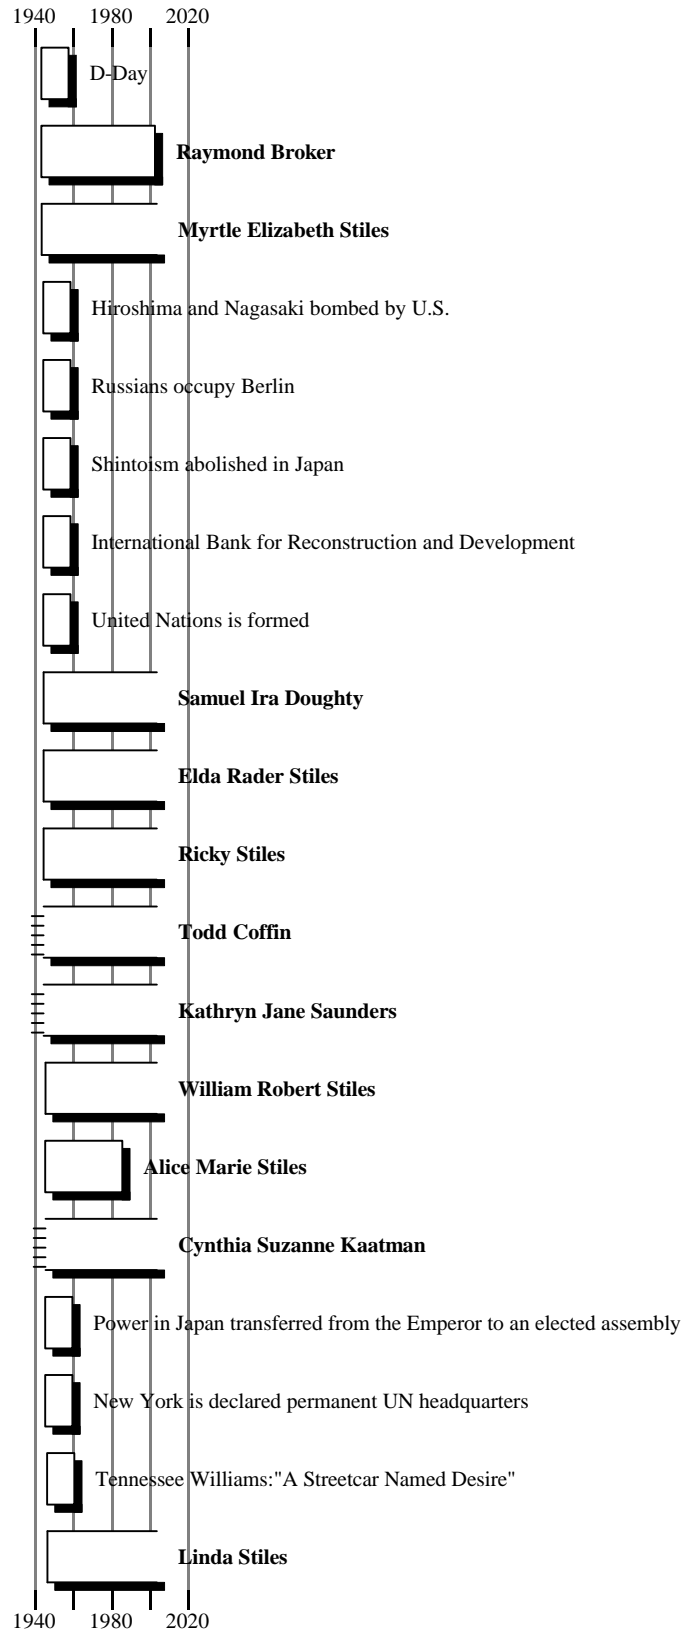 1940 1980 2020
D-Day
Raymond Broker
Myrtle Elizabeth Stiles
Hiroshima and Nagasaki bombed by U.S.
Russians occupy Berlin
Shintoism abolished in Japan
International Bank for Reconstruction and Development
United Nations is formed
Samuel Ira Doughty
Elda Rader Stiles
Ricky Stiles
Todd Coffin
Kathryn Jane Saunders
William Robert Stiles
Alice Marie Stiles
Cynthia Suzanne Kaatman
Power in Japan transferred from the Emperor to an elected assembly
New York is declared permanent UN headquarters
Tennessee Williams:"A Streetcar Named Desire"
Linda Stiles
1940 1980 2020